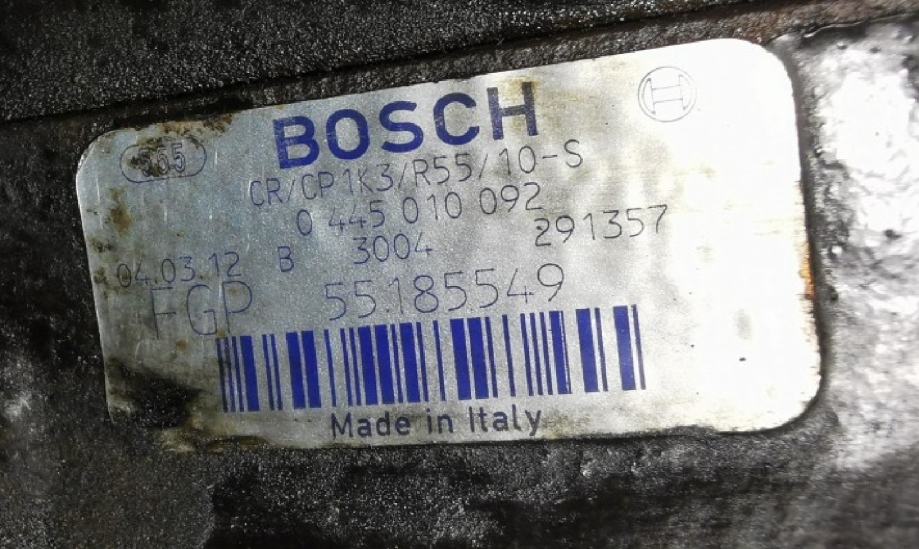 BOSCH
565
CR/CP1K3/R55/10-S
0 445 010 092
04.03.12 B 3004 291357
FGP 55185549
Made in Italy